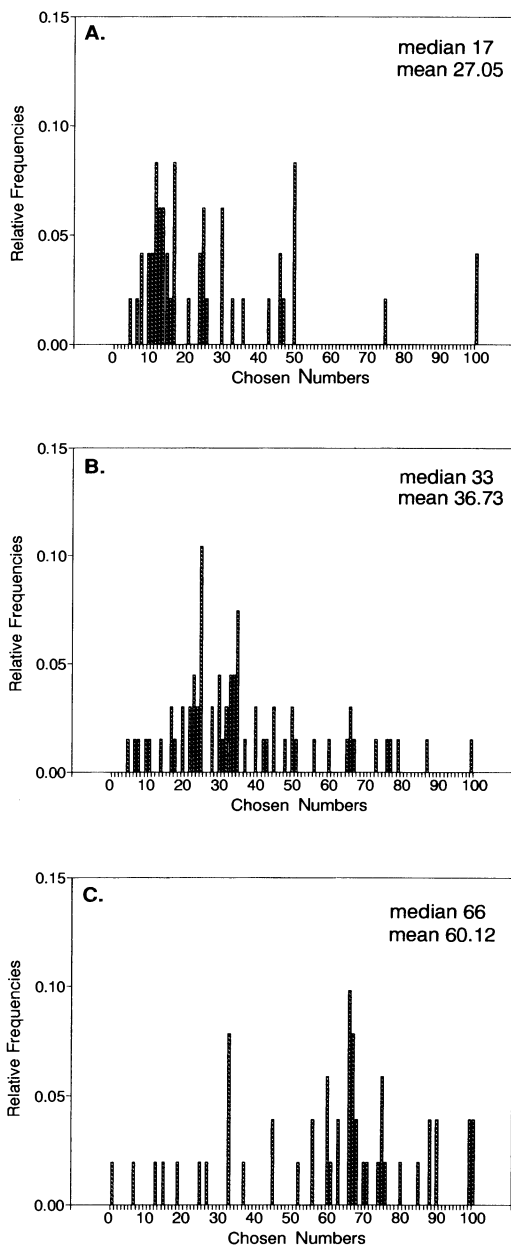 A.
median 17
mean 27.05
Relative Frequencies
0.15
0.10
0.05
0.00
0 10 20 30 40 50 60 70 80 90 100
Chosen Numbers
B.
median 33
mean 36.73
Relative Frequencies
0.15
0.10
0.05
0.00
0 10 20 30 40 50 60 70 80 90 100
Chosen Numbers
C.
median 66
mean 60.12
Relative Frequencies
0.15
0.10
0.05
0.00
0 10 20 30 40 50 60 70 80 90 100
Chosen Numbers